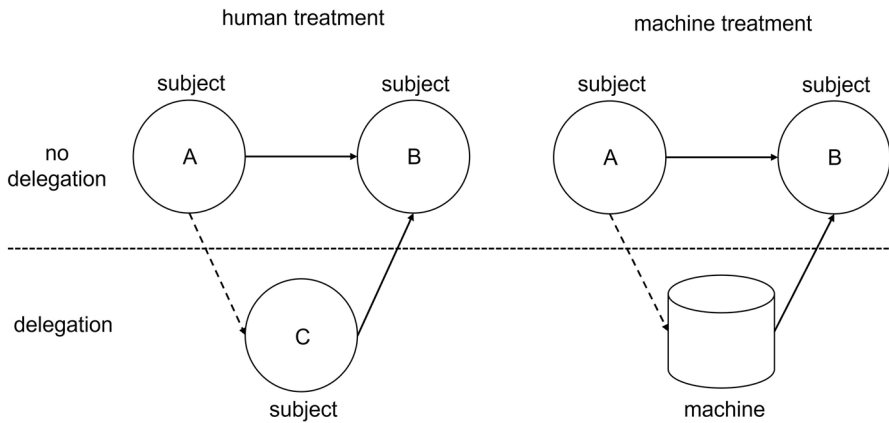 human treatment
machine treatment
subject
subject
subject
subject
A
B
A
B
no
delegation
delegation
C
subject
machine